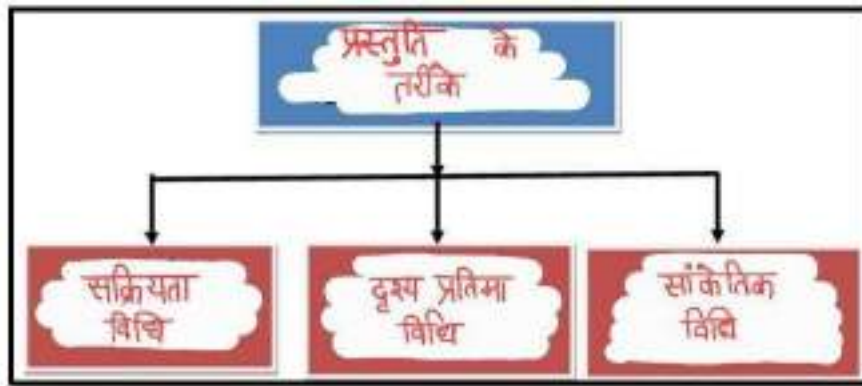 प्रस्तुति के
तरीके
सक्रियता
विधि
दृश्य प्रतिमा
विधि
सांकेतिक
विधि